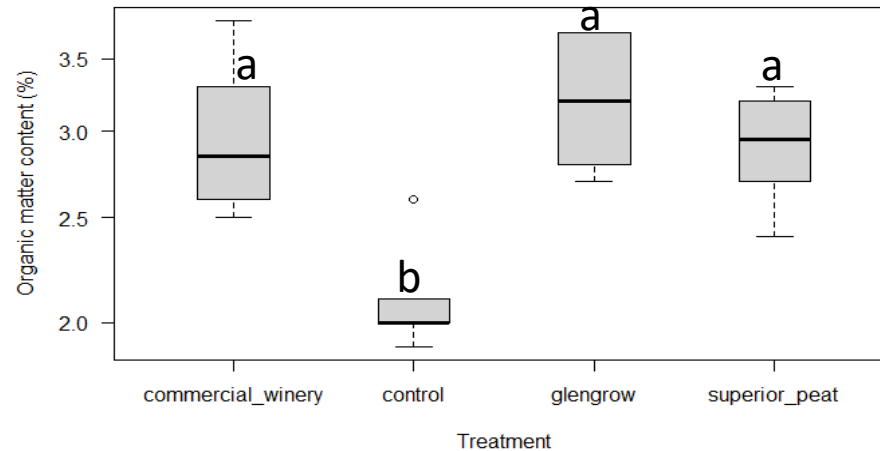 Organic matter content (%)
3.5
3.0
2.5
2.0
a
b
a
a
commercial_winery
control
glengrow
superior_peat
Treatment